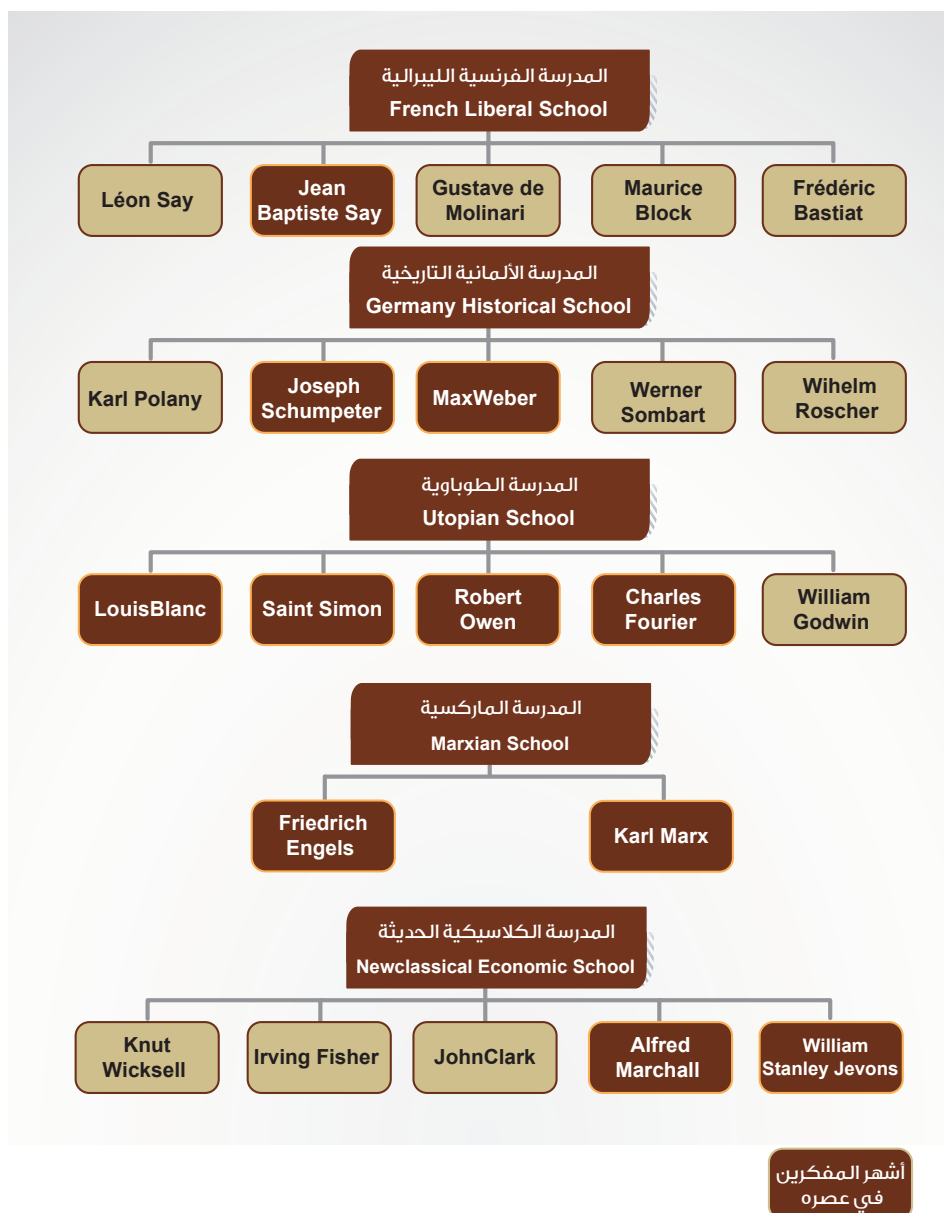 المدرسة الفرنسية الليبرالية
French Liberal School
Léon Say
Jean
Baptiste Say
Gustave de
Molinari
Maurice
Block
Frédéric
Bastiat
المدرسة الألمانية التاريخية
Germany Historical School
Karl Polany
Joseph
Schumpeter
MaxWeber
Werner
Sombart
Wihelm
Roscher
المدرسة الطوباوية
Utopian School
LouisBlanc
Saint Simon
Robert
Owen
Charles
Fourier
William
Godwin
المدرسة الماركسية
Marxian School
Friedrich
Engels
Karl Marx
المدرسة الكلاسيكية الحديثة
Newclassical Economic School
Knut
Wicksell
Irving Fisher
JohnClark
Alfred
Marchall
William
Stanley Jevons
أشهر المفكرين
في عصره